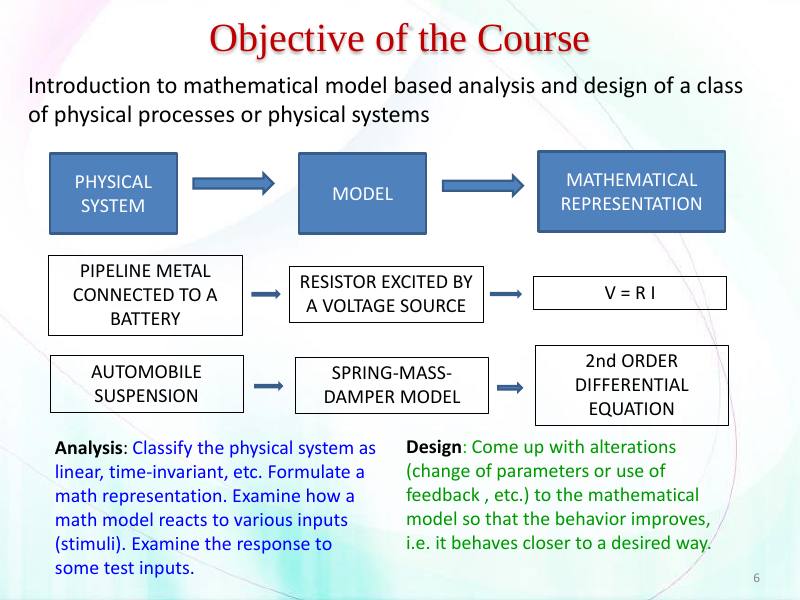 Objective of the Course
Introduction to mathematical model based analysis and design of a class
of physical processes or physical systems
PHYSICAL
SYSTEM
MODEL
MATHEMATICAL
REPRESENTATION
PIPELINE METAL
CONNECTED TO A
BATTERY
RESISTOR EXCITED BY
A VOLTAGE SOURCE
V = R I
AUTOMOBILE
SUSPENSION
SPRING-MASS-
DAMPER MODEL
2nd ORDER
DIFFERENTIAL
EQUATION
Analysis: Classify the physical system as
linear, time-invariant, etc. Formulate a
math representation. Examine how a
math model reacts to various inputs
(stimuli). Examine the response to
some test inputs.
Design: Come up with alterations
(change of parameters or use of
feedback , etc.) to the mathematical
model so that the behavior improves,
i.e. it behaves closer to a desired way.
6